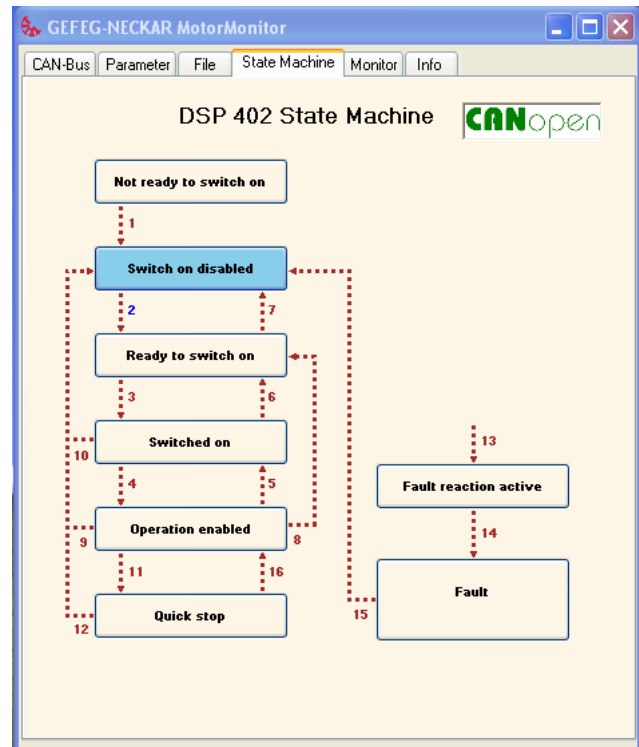 GEFEG-NECKAR MotorMonitor
CAN-Bus Parameter File State Machine Monitor Info
DSP 402 State Machine
CANopen
Not ready to switch on
1
Switch on disabled
2 7
Ready to switch on
3 6
Switched on
10
13
4 5
Fault reaction active
Operation enabled
9 8
14
11 16
Fault
Quick stop
12 15